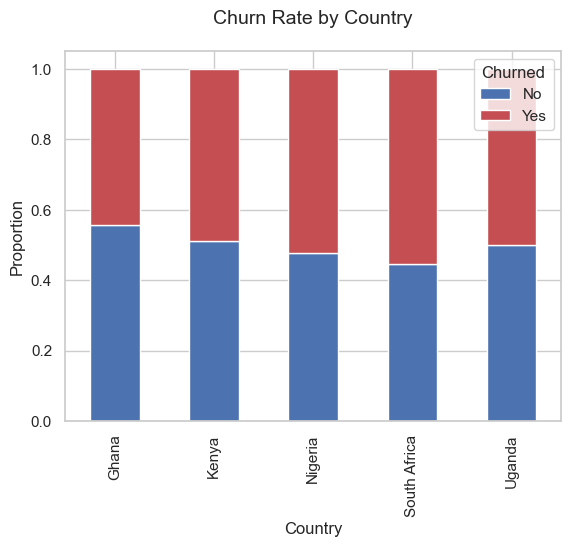 Churn Rate by Country
Churned
No
Yes
Proportion
1.0
0.8
0.6
0.4
0.2
0.0
Ghana
Kenya
Nigeria
South Africa
Uganda
Country